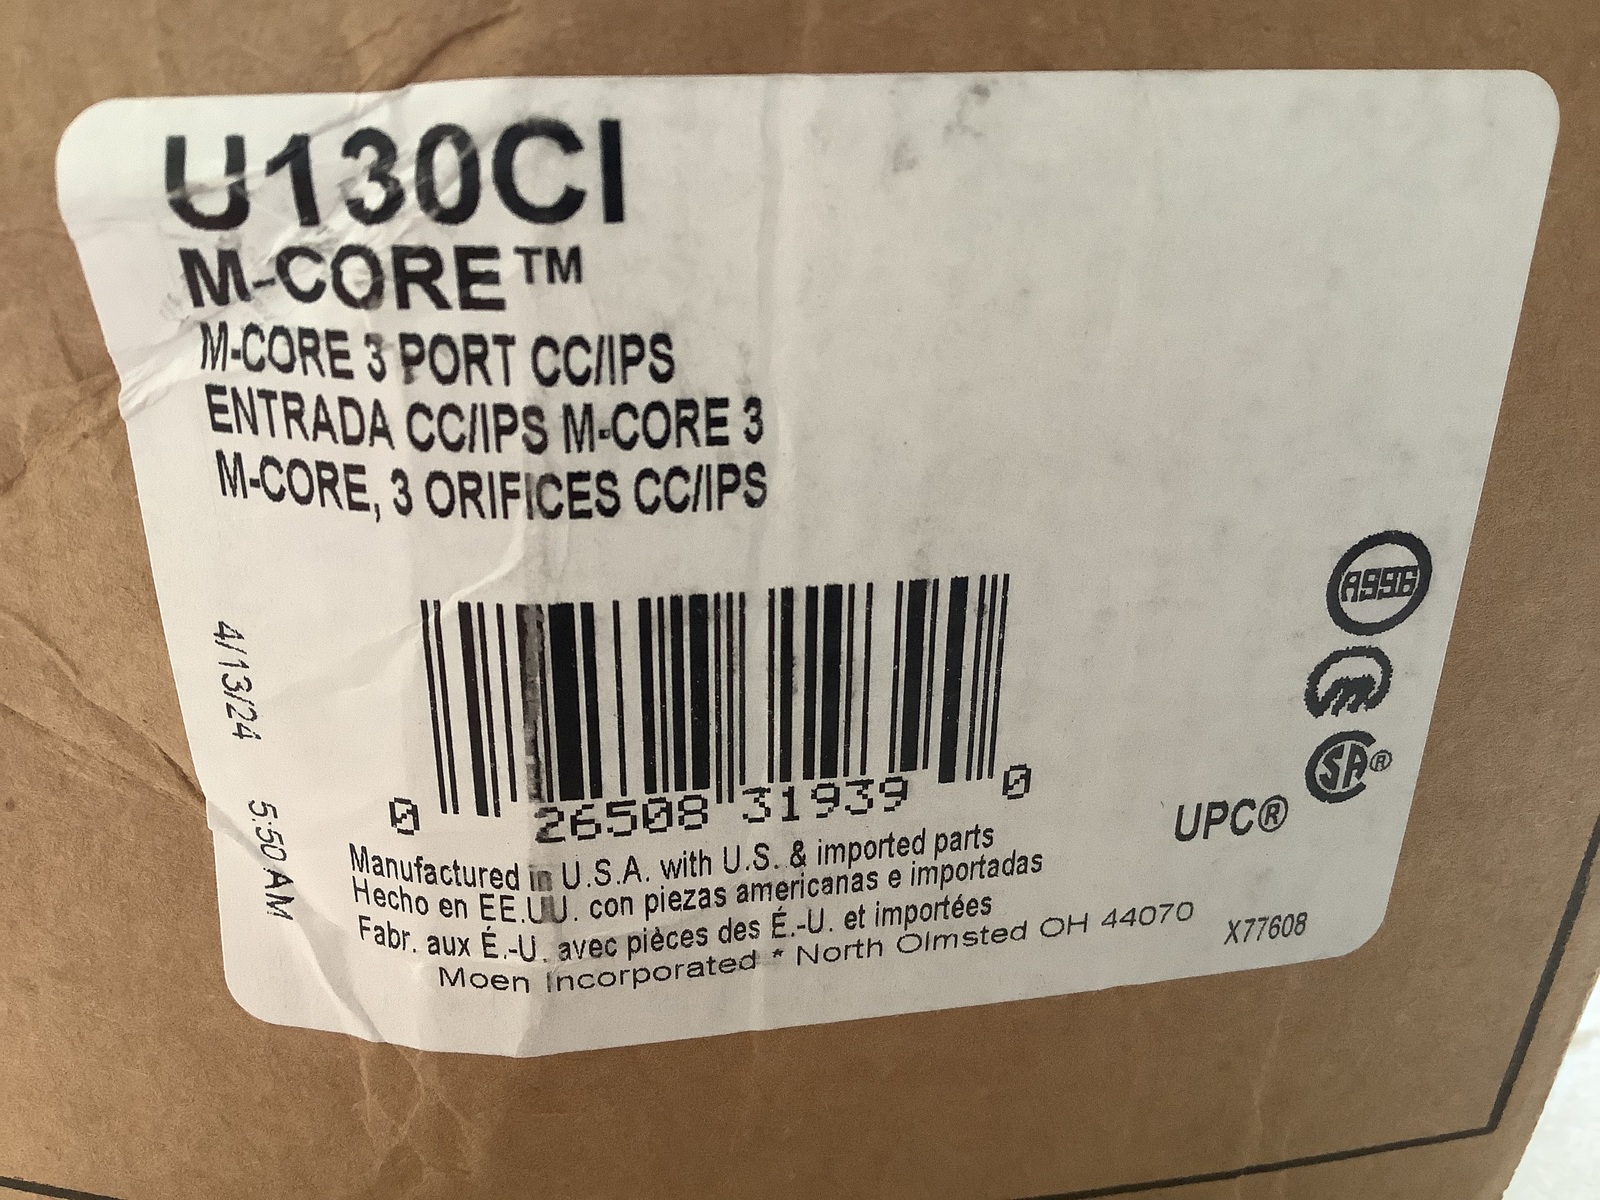 U130CI
M-CORE™
M-CORE 3 PORT CC/IPS
ENTRADA CC/IPS M-CORE 3
M-CORE, 3 ORIFICES CC/IPS
4/13/24 5:50 AM
0 26508 31939 0
UPC®
SA®
Manufactured in U.S.A. with U.S. & imported parts
Hecho en EE.UU. con piezas americanas e importadas
Fabr. aux É.-U. avec pièces des É.-U. et importées
Moen Incorporated * North Olmsted OH 44070
X77608